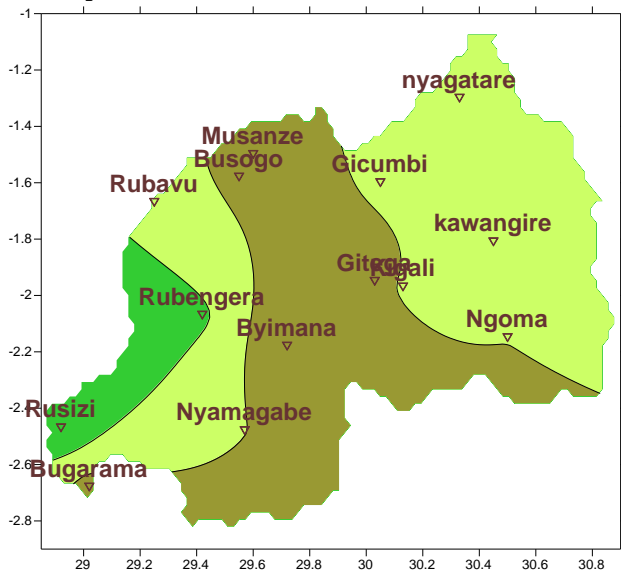 -1
-1.2
nyagatare
-1.4
Musanze
Busogo
Gicumbi
-1.6
Rubavu
kawangire
-1.8
Gitega
Kigali
-2
Rubengera
Ngoma
Byimana
-2.2
-2.4
Rusizi
Nyamagabe
-2.6
Bugarama
-2.8
29 29.2 29.4 29.6 29.8 30 30.2 30.4 30.6 30.8